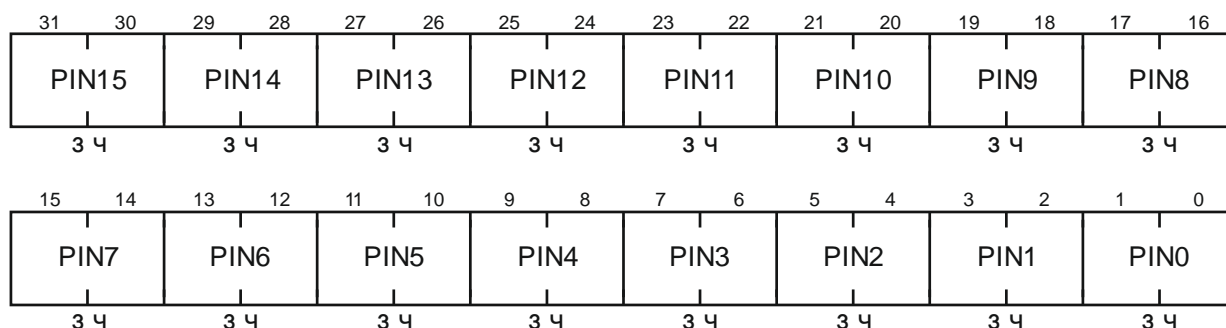 31 30 29 28 27 26 25 24 23 22 21 20 19 18 17 16
PIN15 PIN14 PIN13 PIN12 PIN11 PIN10 PIN9 PIN8
З Ч З Ч З Ч З Ч З Ч З Ч З Ч З Ч
15 14 13 12 11 10 9 8 7 6 5 4 3 2 1 0
PIN7 PIN6 PIN5 PIN4 PIN3 PIN2 PIN1 PIN0
З Ч З Ч З Ч З Ч З Ч З Ч З Ч З Ч